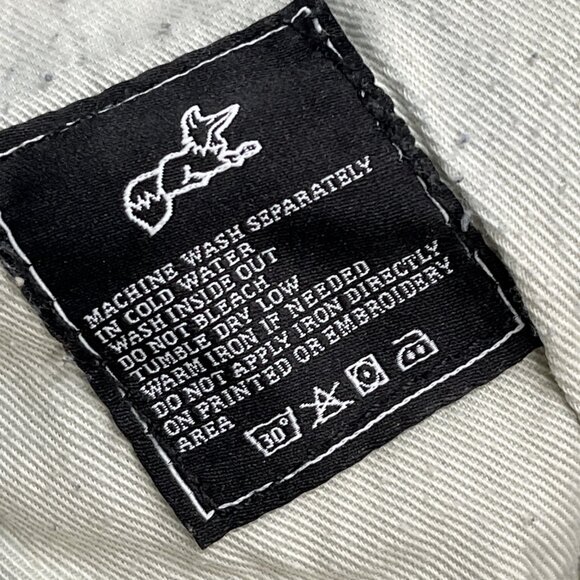 MACHINE WASH SEPARATELY
IN COLD WATER
WASH INSIDE OUT
DO NOT BLEACH
TUMBLE DRY LOW
WARM IRON IF NEEDED
DO NOT APPLY IRON DIRECTLY
ON PRINTED OR EMBROIDERY
AREA
30°